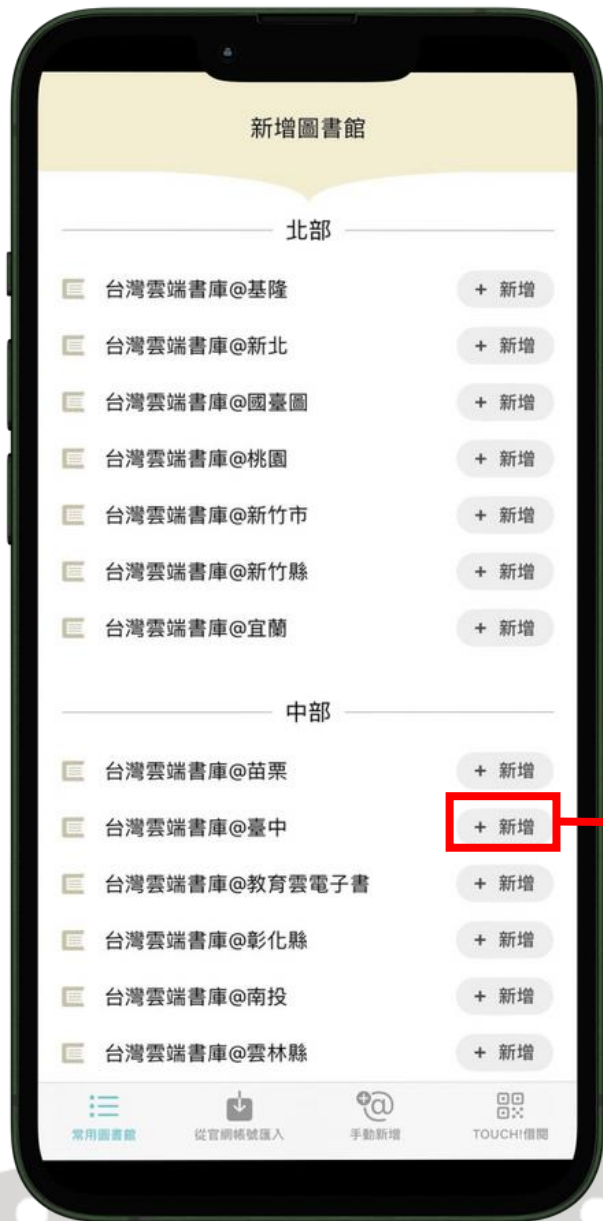 新增圖書館
北部
台灣雲端書庫@基隆 + 新增
台灣雲端書庫@新北 + 新增
台灣雲端書庫@國臺圖 + 新增
台灣雲端書庫@桃園 + 新增
台灣雲端書庫@新竹市 + 新增
台灣雲端書庫@新竹縣 + 新增
台灣雲端書庫@宜蘭 + 新增
中部
台灣雲端書庫@苗栗 + 新增
台灣雲端書庫@臺中 + 新增
台灣雲端書庫@教育雲電子書 + 新增
台灣雲端書庫@彰化縣 + 新增
台灣雲端書庫@南投 + 新增
台灣雲端書庫@雲林縣 + 新增
常用圖書館 從官網帳號匯入 手動新增 TOUCH!借閱